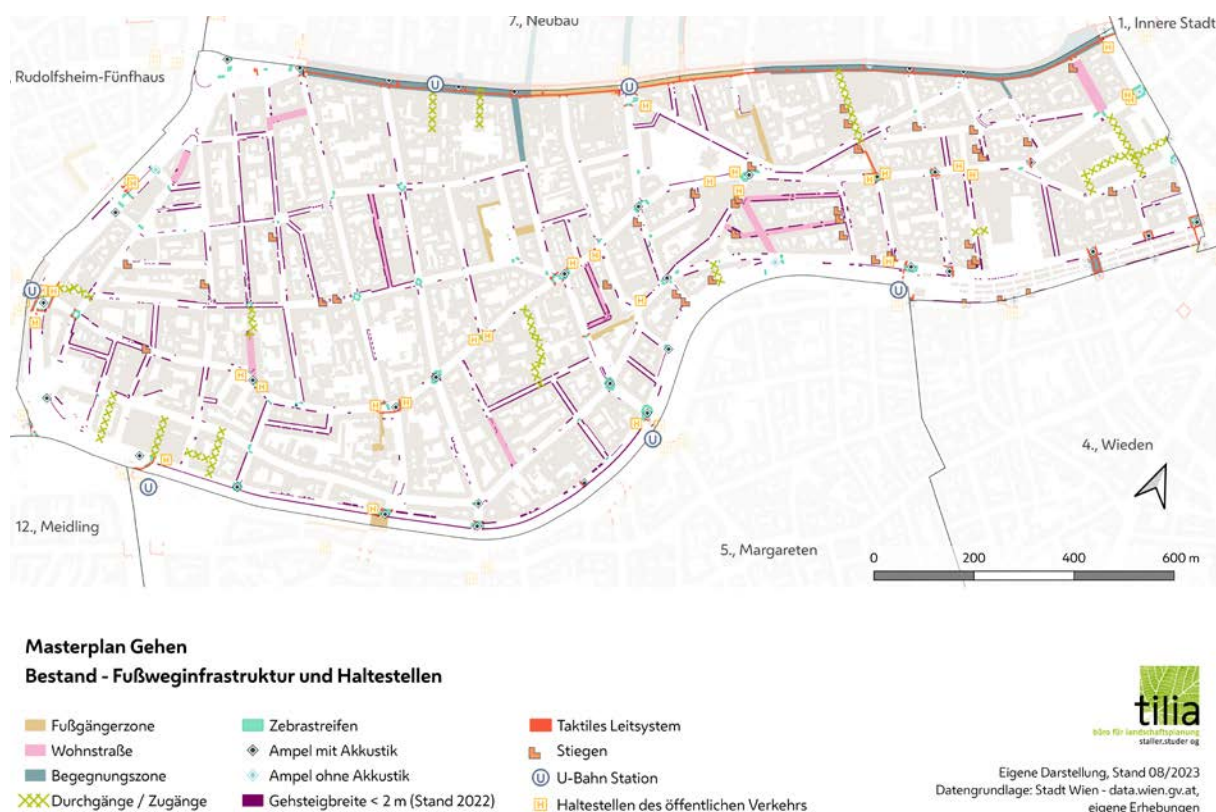 7., Neubau
1., Innere Stadt
, Rudolfsheim-Fünfhaus
4., Wieden
12., Meidling
5., Margareten
0 200 400 600 m
Masterplan Gehen
Bestand - Fußweginfrastruktur und Haltestellen
Fußgängerzone
Wohnstraße
Begegnungszone
Durchgänge / Zugänge
Zebrastreifen
Ampel mit Akkustik
Ampel ohne Akkustik
Gehsteigbreite < 2 m (Stand 2022)
Taktiles Leitsystem
Stiegen
U U-Bahn Station
H Haltestellen des öffentlichen Verkehrs
tilia
büro für landschaftsplanung
staller.studer og
Eigene Darstellung, Stand 08/2023
Datengrundlage: Stadt Wien - data.wien.gv.at,
eigene Erhebungen